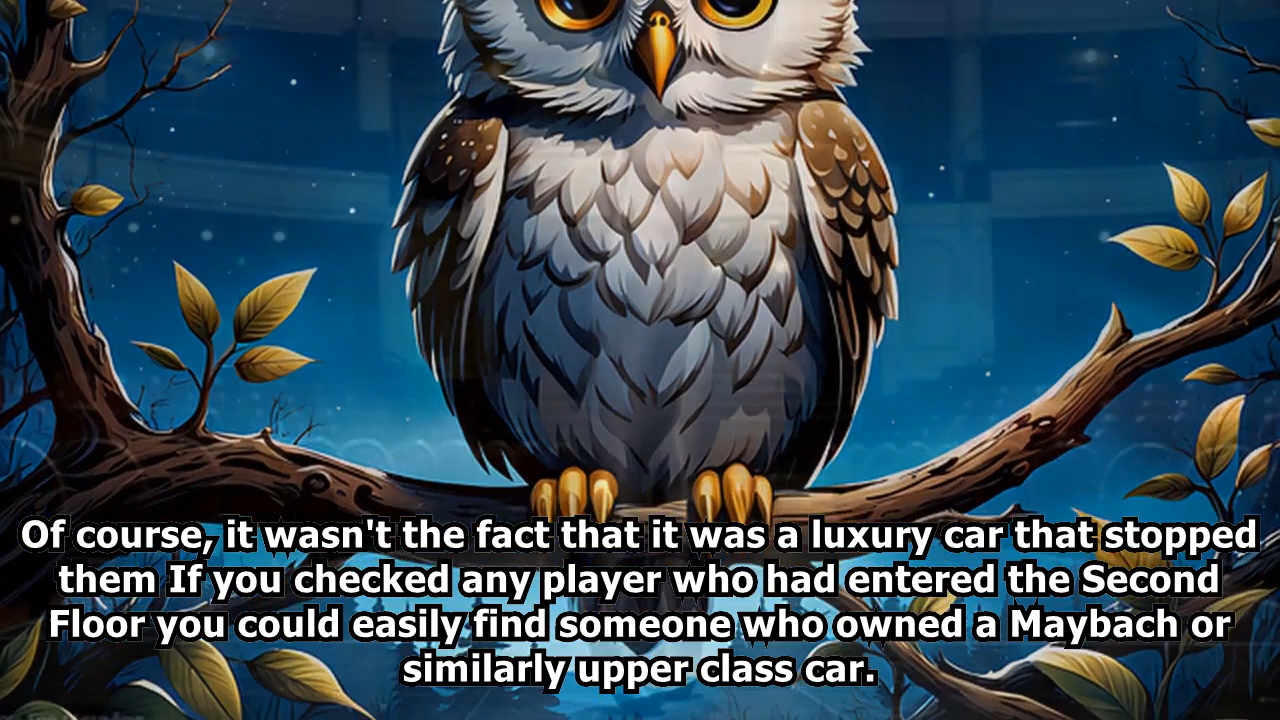 Of course, it wasn't the fact that it was a luxury car that stopped
them If you checked any player who had entered the Second
Floor you could easily find someone who owned a Maybach or
similarly upper class car.